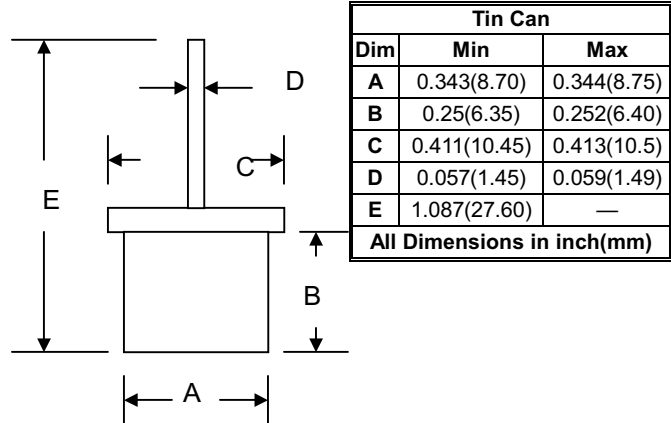 Tin Can
Dim Min Max
A 0.343(8.70) 0.344(8.75)
B 0.25(6.35) 0.252(6.40)
C 0.411(10.45) 0.413(10.5)
D 0.057(1.45) 0.059(1.49)
E 1.087(27.60) —
All Dimensions in inch(mm)
D
C
E
B
A